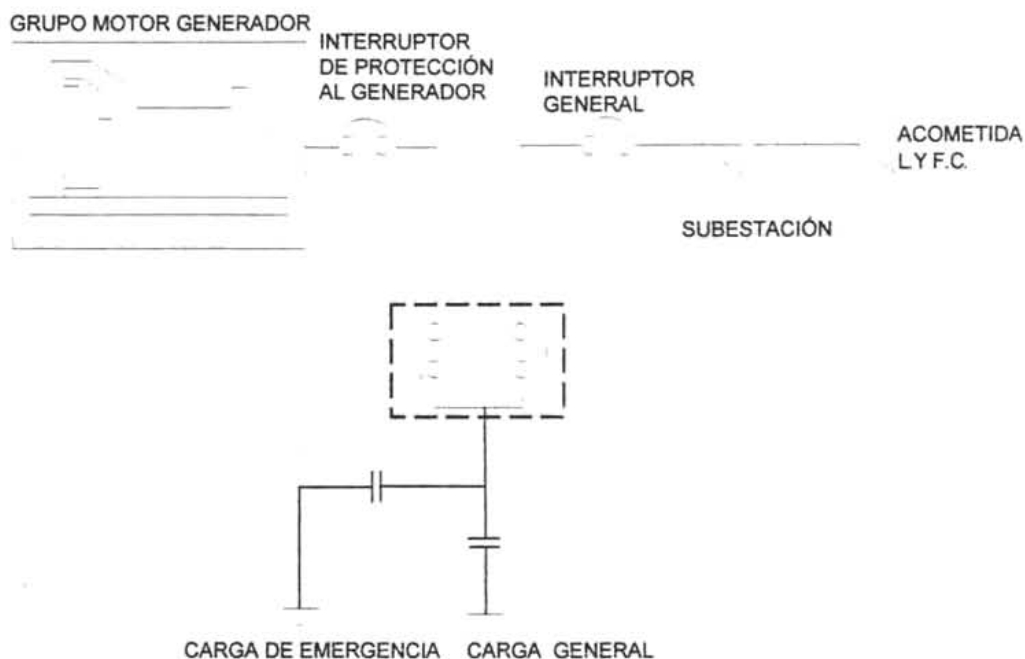 GRUPO MOTOR GENERADOR
INTERRUPTOR
DE PROTECCIÓN
AL GENERADOR
INTERRUPTOR
GENERAL
ACOMETIDA
L.Y F.C.
SUBESTACIÓN
CARGA DE EMERGENCIA
CARGA GENERAL